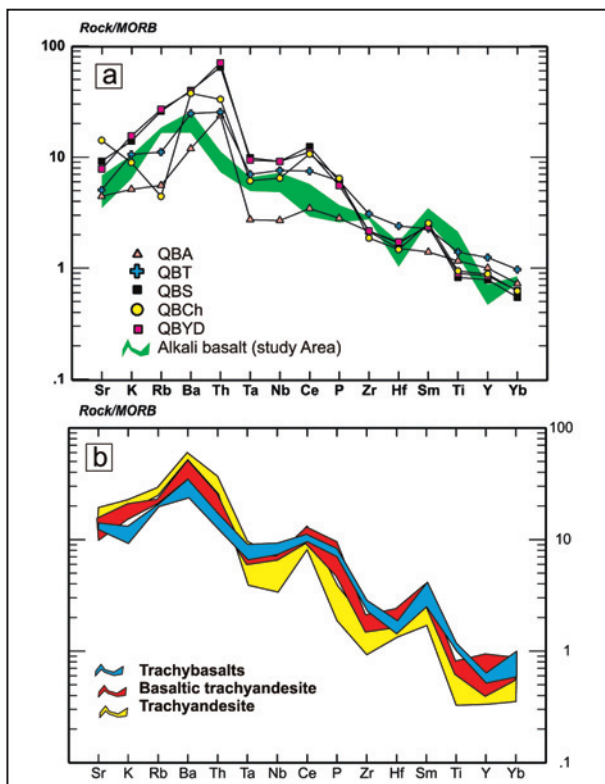 Rock/MORB
100
a
10
1
.1
QBA
QBT
QBS
QBCh
QBYD
Alkali basalt (study Area)
Sr K Rb Ba Th Ta Nb Ce P Zr Hf Sm Ti Y Yb
Rock/MORB
100
b
10
1
.1
Trachybasalts
Basaltic trachyandesite
Trachyandesite
Sr K Rb Ba Th Ta Nb Ce P Zr Hf Sm Ti Y Yb